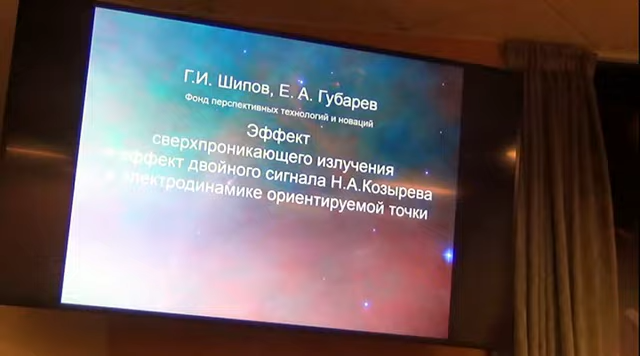 Г.И. Шипов, Е. А. Губарев
Фонд перспективных технологий и новаций
Эффект
сверхпроникающего излучения
эффект двойного сигнала Н.А.Козырева
электродинамике ориентируемой точки